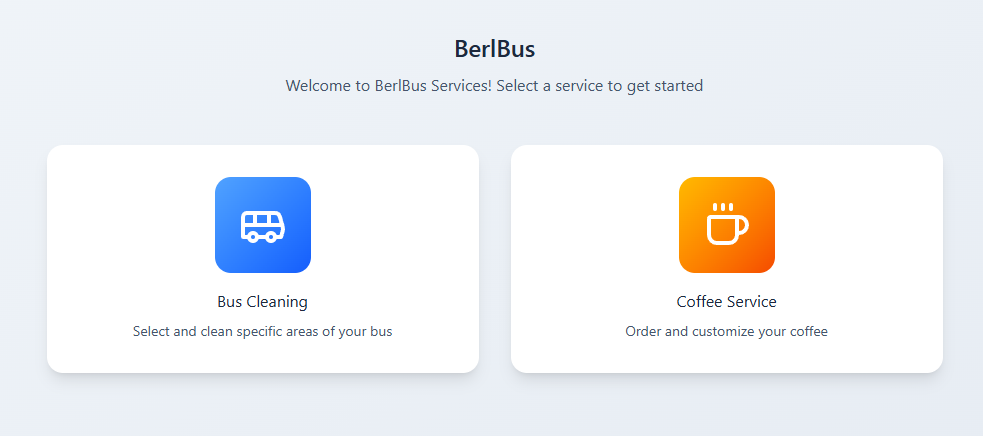 BerlBus
Welcome to BerlBus Services! Select a service to get started
Bus Cleaning
Select and clean specific areas of your bus
Coffee Service
Order and customize your coffee